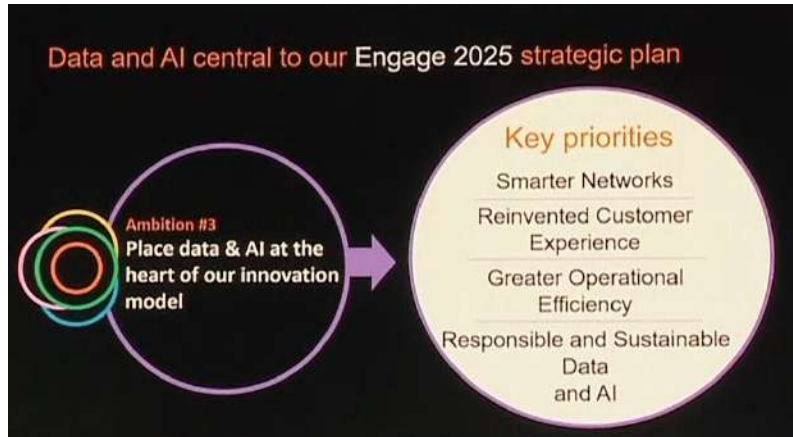 Data and AI central to our Engage 2025 strategic plan
Ambition #3
Place data & AI at the
heart of our innovation
model
Key priorities
Smarter Networks
Reinvented Customer
Experience
Greater Operational
Efficiency
Responsible and Sustainable
Data
and AI